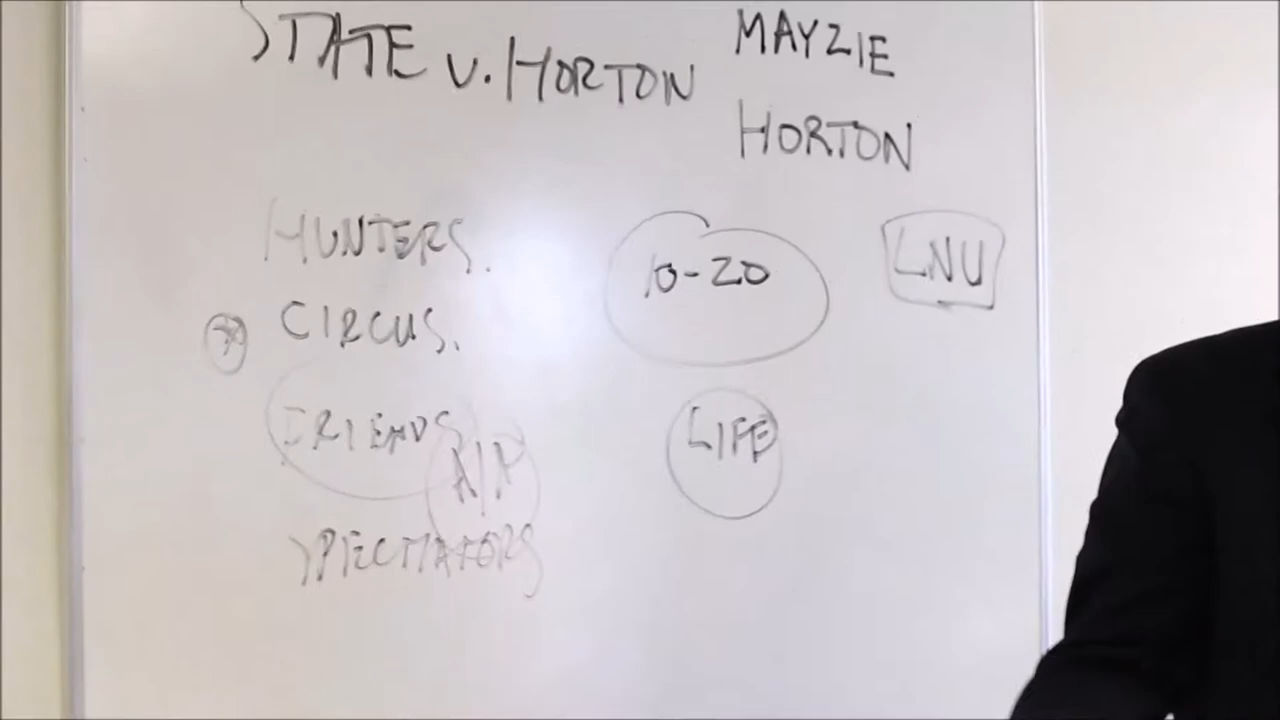 STATE v. HORTON
MAYZIE
HORTON
HUNTERS.
CIRCUS.
FRIENDS
SPECTATORS
10-20
LIFE
LNU